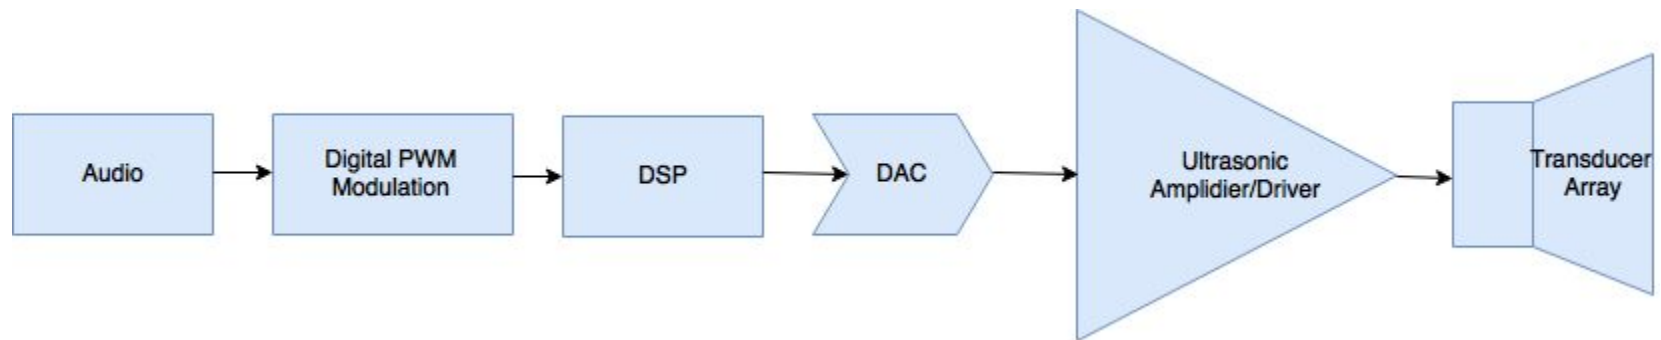 Audio
Digital PWM
Modulation
DSP
DAC
Ultrasonic
Amplidier/Driver
Transducer
Array